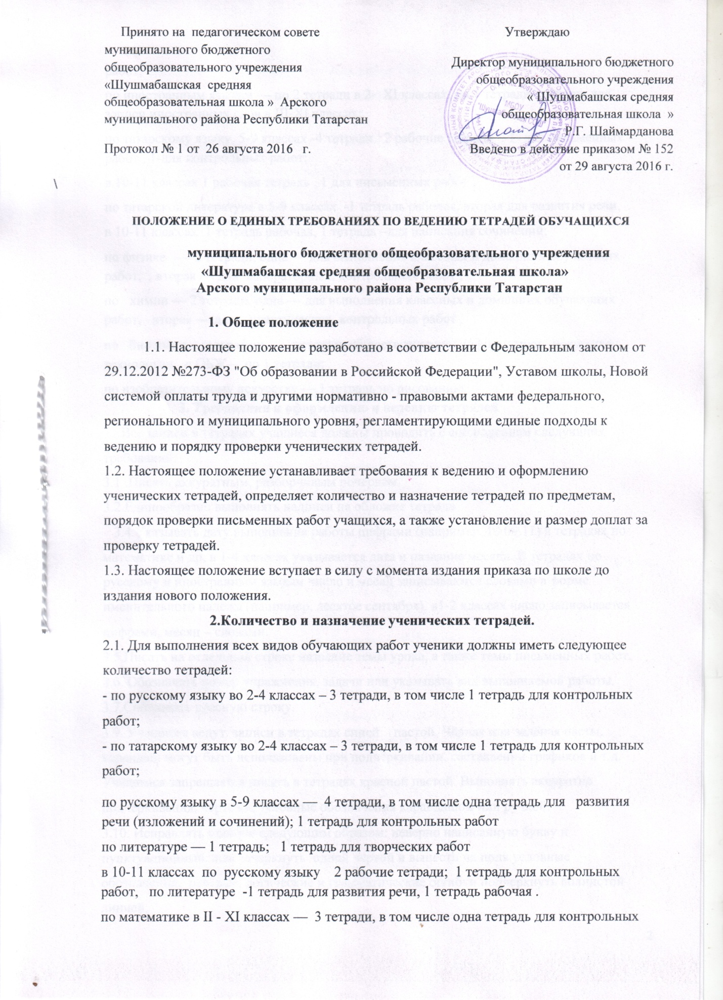 Принято на педагогическом совете
муниципального бюджетного
общеобразовательного учреждения
«Шушмабашская средняя
общеобразовательная школа » Арского
муниципального района Республики Татарстан
Протокол № 1 от 26 августа 2016 г.
Утверждаю
Директор муниципального бюджетного
общеобразовательного учреждения
« Шушмабашская средняя
общеобразовательная школа »
Р.Г. Шаймарданова
Введено в действие приказом № 152
от 29 августа 2016 г.
МБОУ
"Шушмабашская СОШ"
ПОЛОЖЕНИЕ О ЕДИНЫХ ТРЕБОВАНИЯХ ПО ВЕДЕНИЮ ТЕТРАДЕЙ ОБУЧАЩИХСЯ
муниципального бюджетного общеобразовательного учреждения
«Шушмабашская средняя общеобразовательная школа»
Арского муниципального района Республики Татарстан
1. Общее положение
1.1. Настоящее положение разработано в соответствии с Федеральным законом от
29.12.2012 №273-ФЗ "Об образовании в Российской Федерации", Уставом школы, Новой
системой оплаты труда и другими нормативно - правовыми актами федерального,
регионального и муниципального уровня, регламентирующими единые подходы к
ведению и порядку проверки ученических тетрадей.
1.2. Настоящее положение устанавливает требования к ведению и оформлению
ученических тетрадей, определяет количество и назначение тетрадей по предметам,
порядок проверки письменных работ учащихся, а также установление и размер доплат за
проверку тетрадей.
1.3. Настоящее положение вступает в силу с момента издания приказа по школе до
издания нового положения.
2.Количество и назначение ученических тетрадей.
2.1. Для выполнения всех видов обучающих работ ученики должны иметь следующее
количество тетрадей:
- по русскому языку во 2-4 классах – 3 тетради, в том числе 1 тетрадь для контрольных
работ;
- по татарскому языку во 2-4 классах – 3 тетради, в том числе 1 тетрадь для контрольных
работ;
по русскому языку в 5-9 классах — 4 тетради, в том числе одна тетрадь для развития
речи (изложений и сочинений); 1 тетрадь для контрольных работ
по литературе — 1 тетрадь; 1 тетрадь для творческих работ
в 10-11 классах по русскому языку 2 рабочие тетради; 1 тетрадь для контрольных
работ, по литературе -1 тетрадь для развития речи, 1 тетрадь рабочая .
по математике в II - XI классах — 3 тетради, в том числе одна тетрадь для контрольных